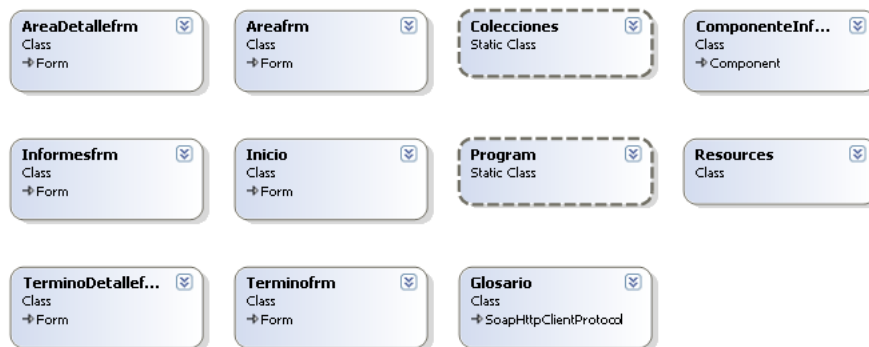 AreaDetallefrm
Class
Form
Areafrm
Class
Form
Colecciones
Static Class
ComponenteInf...
Class
Component
Informesfrm
Class
Form
Inicio
Class
Form
Program
Static Class
Resources
Class
TerminoDetallef...
Class
Form
Terminofrm
Class
Form
Glosario
Class
SoapHttpClientProtocol